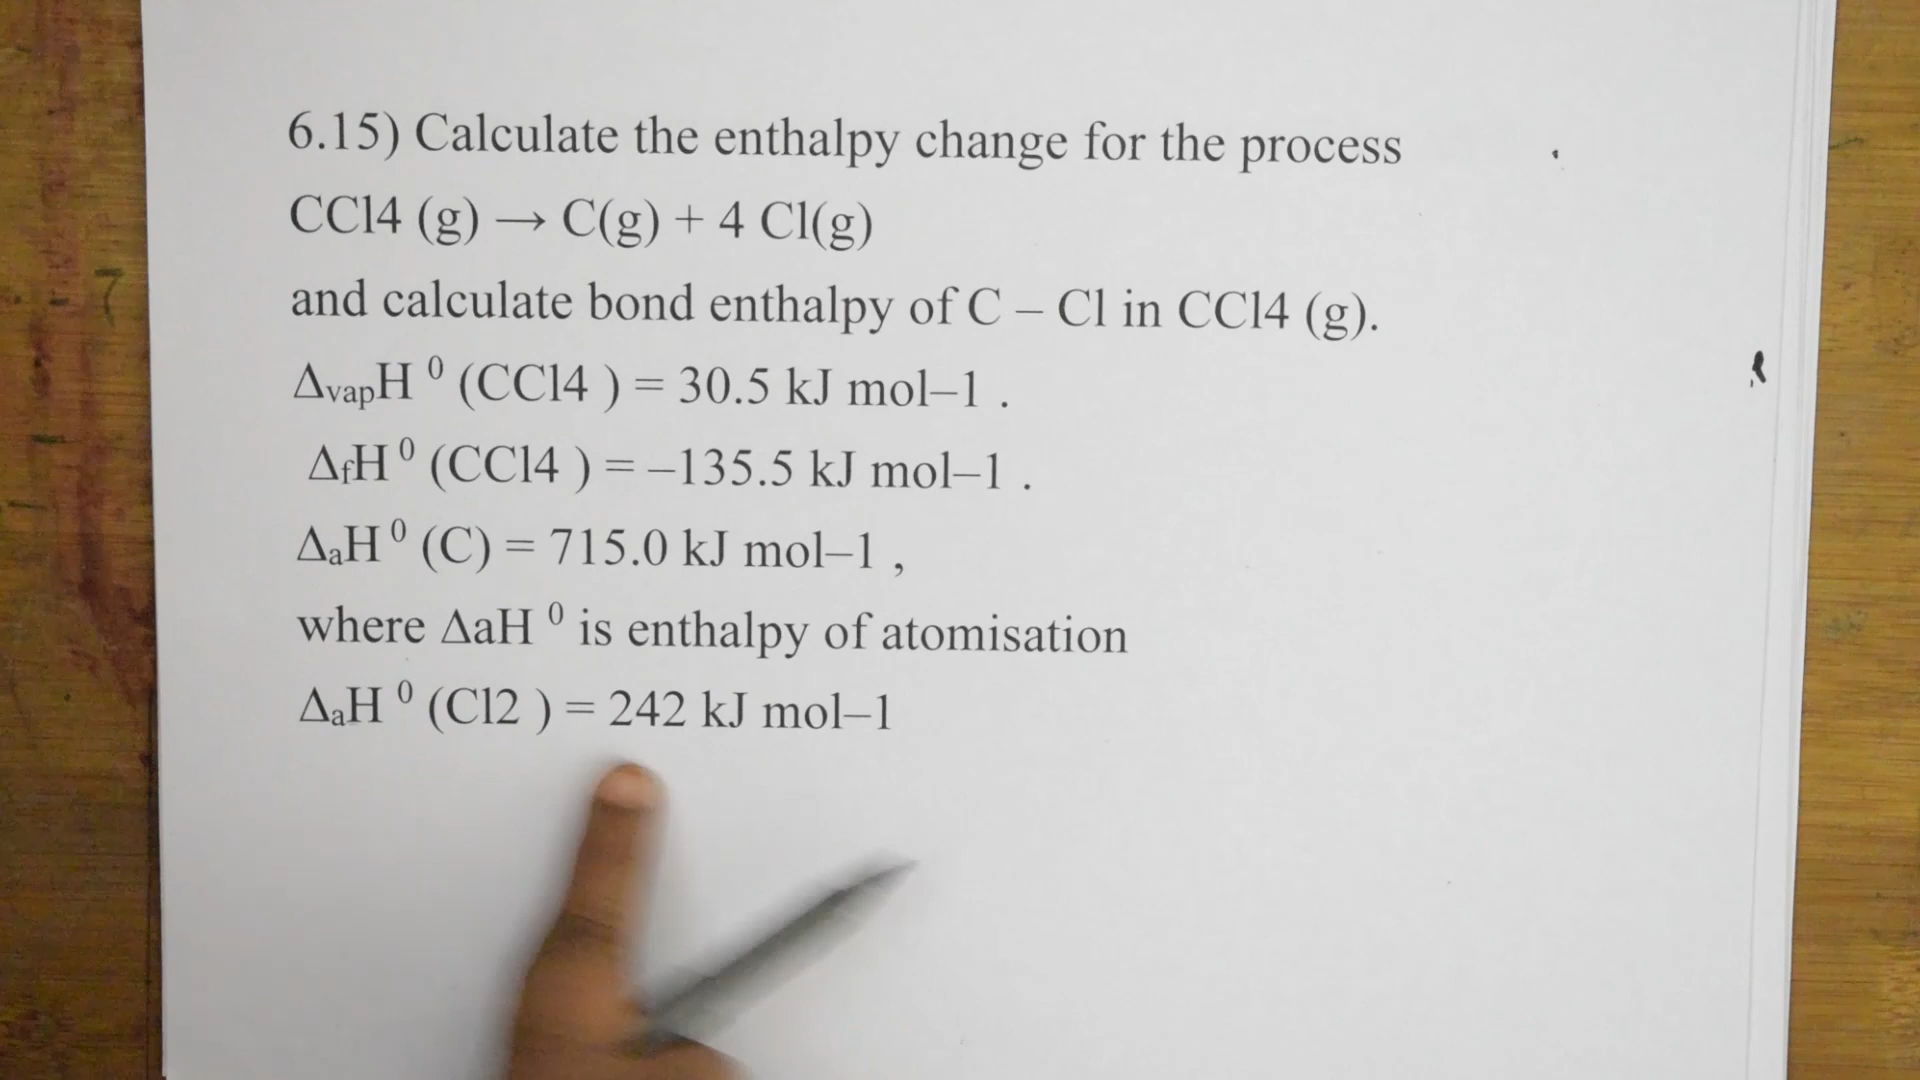 6.15) Calculate the enthalpy change for the process
CCl4 (g) → C(g) + 4 Cl(g)
and calculate bond enthalpy of C – Cl in CCl4 (g).
ΔvapH ⁰ (CCl4 ) = 30.5 kJ mol–1 .
ΔfH ⁰ (CCl4 ) = –135.5 kJ mol–1 .
ΔaH ⁰ (C) = 715.0 kJ mol–1 ,
where ΔaH ⁰ is enthalpy of atomisation
ΔaH ⁰ (Cl2 ) = 242 kJ mol–1